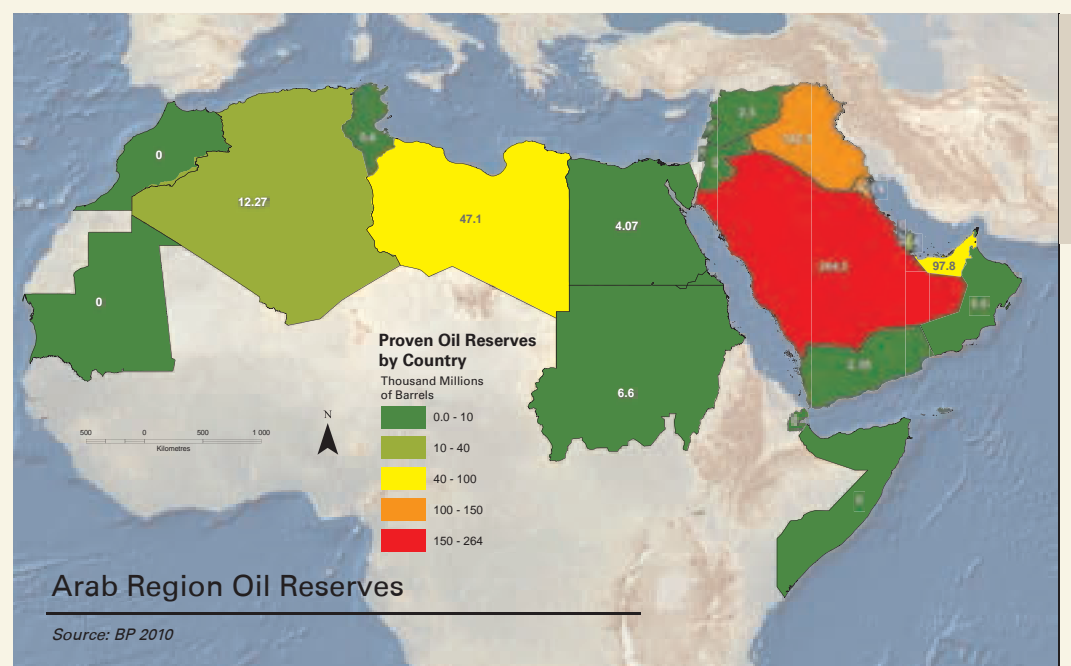 0
12.27
47.1
4.07
97.8
0
6.6
Proven Oil Reserves
by Country
Thousand Millions
of Barrels
0.0 - 10
10 - 40
40 - 100
100 - 150
150 - 264
500 0 500 1 000
Kilometres
N
Arab Region Oil Reserves
Source: BP 2010